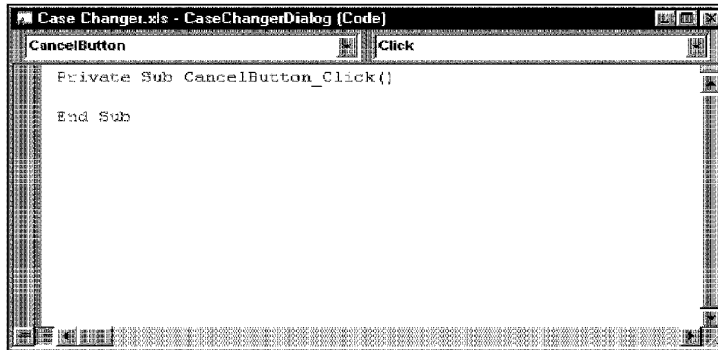 Case Changer.xls - CaseChangerDialog (Code)
CancelButton Click
Private Sub CancelButton_Click()
End Sub